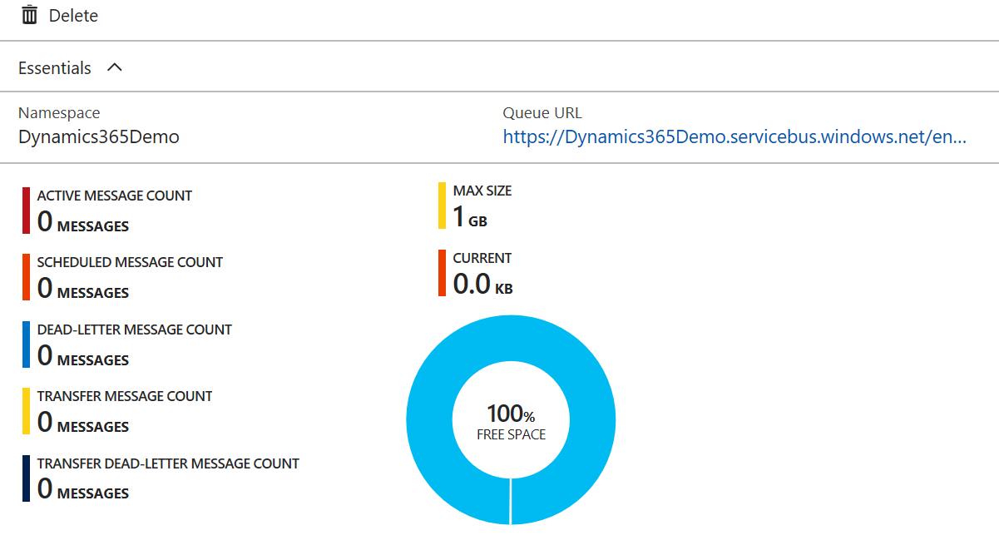 Delete
Essentials
Namespace
Dynamics365Demo
Queue URL
https://Dynamics365Demo.servicebus.windows.net/en...
ACTIVE MESSAGE COUNT
0 MESSAGES
SCHEDULED MESSAGE COUNT
0 MESSAGES
DEAD-LETTER MESSAGE COUNT
0 MESSAGES
TRANSFER MESSAGE COUNT
0 MESSAGES
TRANSFER DEAD-LETTER MESSAGE COUNT
0 MESSAGES
MAX SIZE
1 GB
CURRENT
0.0 KB
100%
FREE SPACE